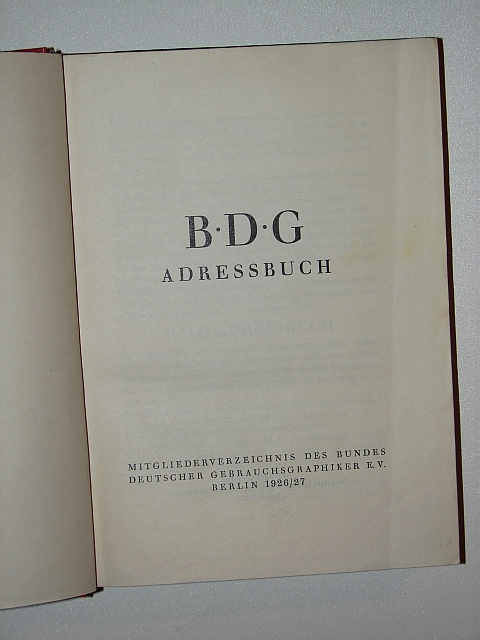 B·D·G
ADRESSBUCH
MITGLIEDERVERZEICHNIS DES BUNDES
DEUTSCHER GEBRAUCHSGRAPHIKER E.V.
BERLIN 1926/27